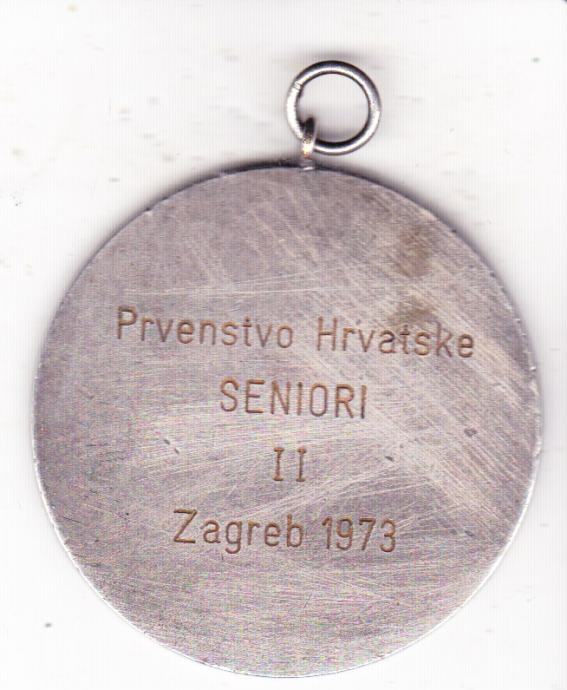 Prvenstvo Hrvatske
SENIORI
II
Zagreb 1973